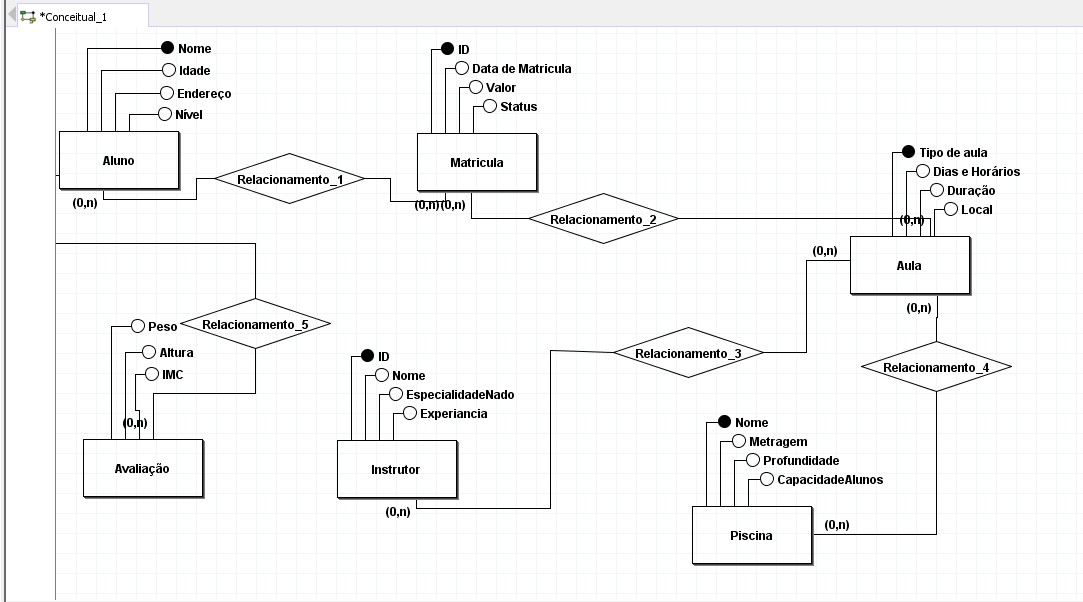 *Conceitual_1
Nome
Idade
Endereço
Nível
Aluno
(0,n)
Relacionamento_1
ID
Data de Matricula
Valor
Status
Matricula
(0,n)
(0,n)
Relacionamento_2
Tipo de aula
Dias e Horários
Duração
Local
(0,n)
Aula
(0,n)
(0,n)
Relacionamento_5
Peso
Altura
IMC
(0,n)
Avaliação
ID
Nome
EspecialidadeNado
Experiancia
Instrutor
(0,n)
Relacionamento_3
Relacionamento_4
Nome
Metragem
Profundidade
CapacidadeAlunos
Piscina
(0,n)